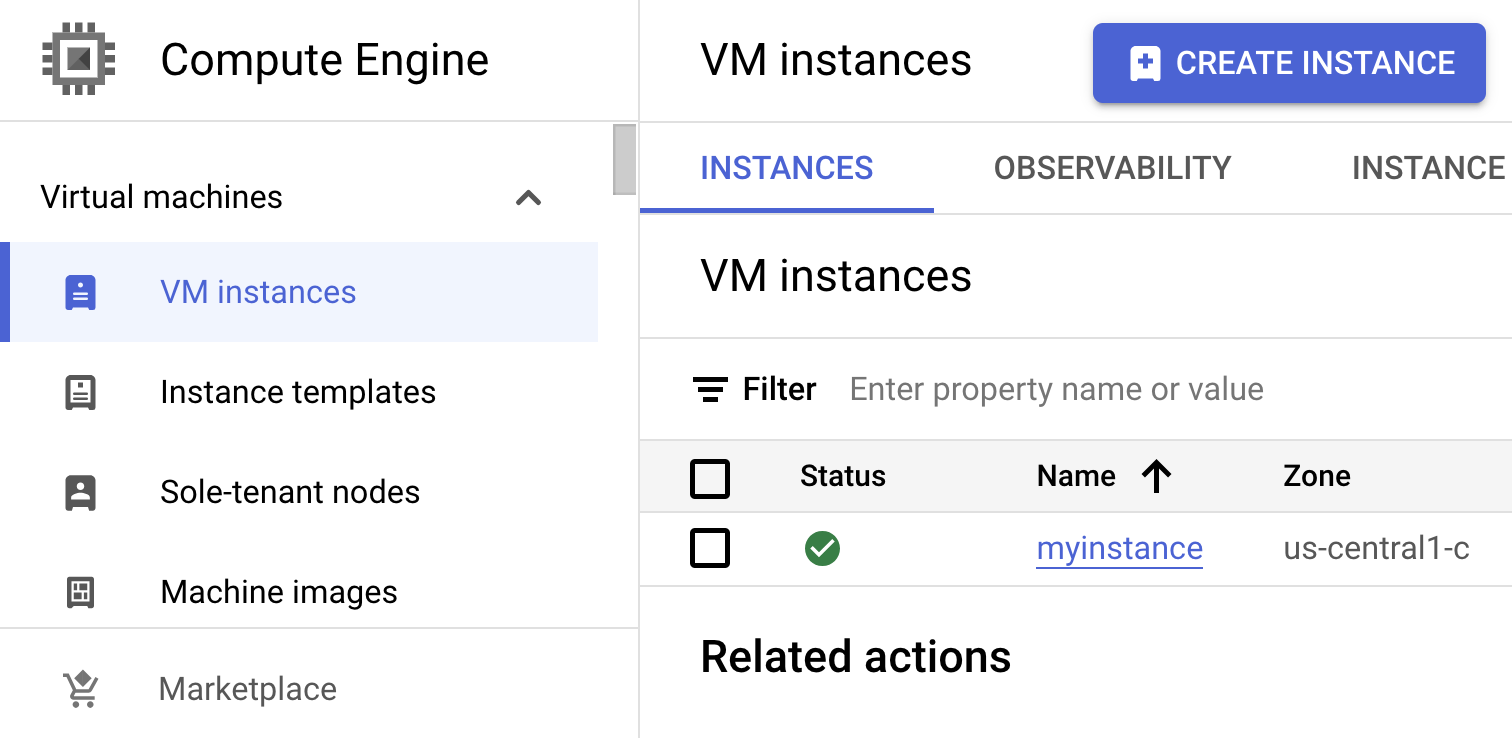 Compute Engine
Virtual machines
VM instances
Instance templates
Sole-tenant nodes
Machine images
Marketplace
VM instances
CREATE INSTANCE
INSTANCES OBSERVABILITY INSTANCE
VM instances
Filter Enter property name or value
Status Name Zone
myinstance us-central1-c
Related actions